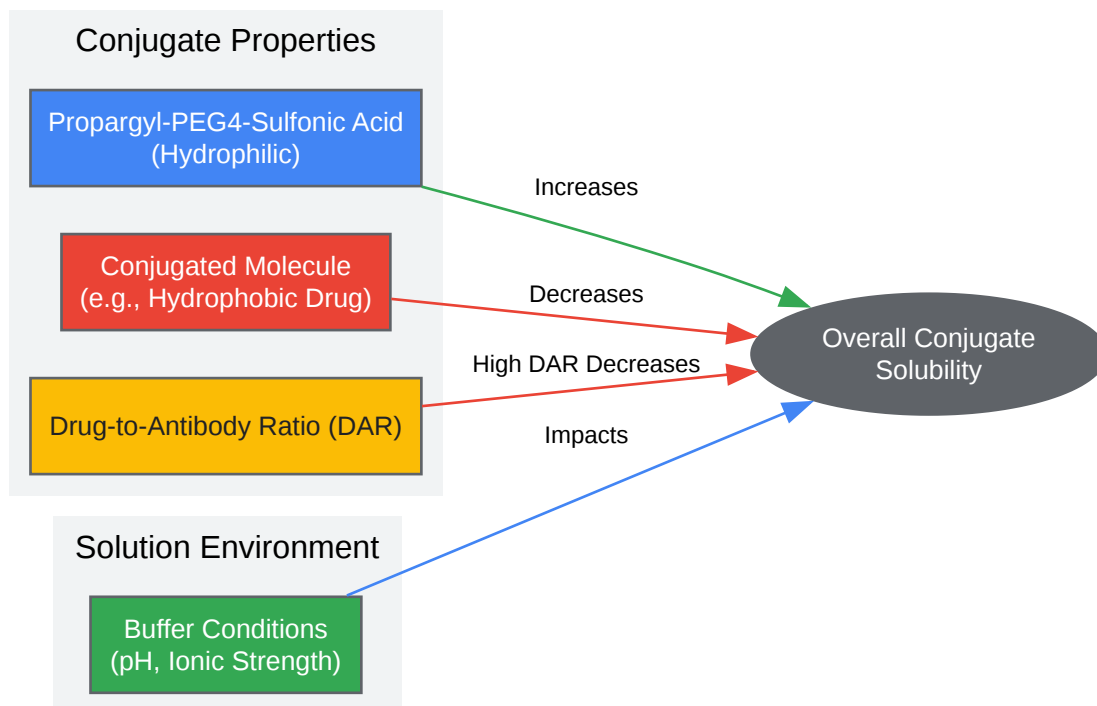 Conjugate Properties
Propargyl-PEG4-Sulfonic Acid
(Hydrophilic)
Increases
Conjugated Molecule
(e.g., Hydrophobic Drug)
Decreases
High DAR Decreases
Drug-to-Antibody Ratio (DAR)
Impacts
Overall Conjugate
Solubility
Solution Environment
Buffer Conditions
(pH, Ionic Strength)